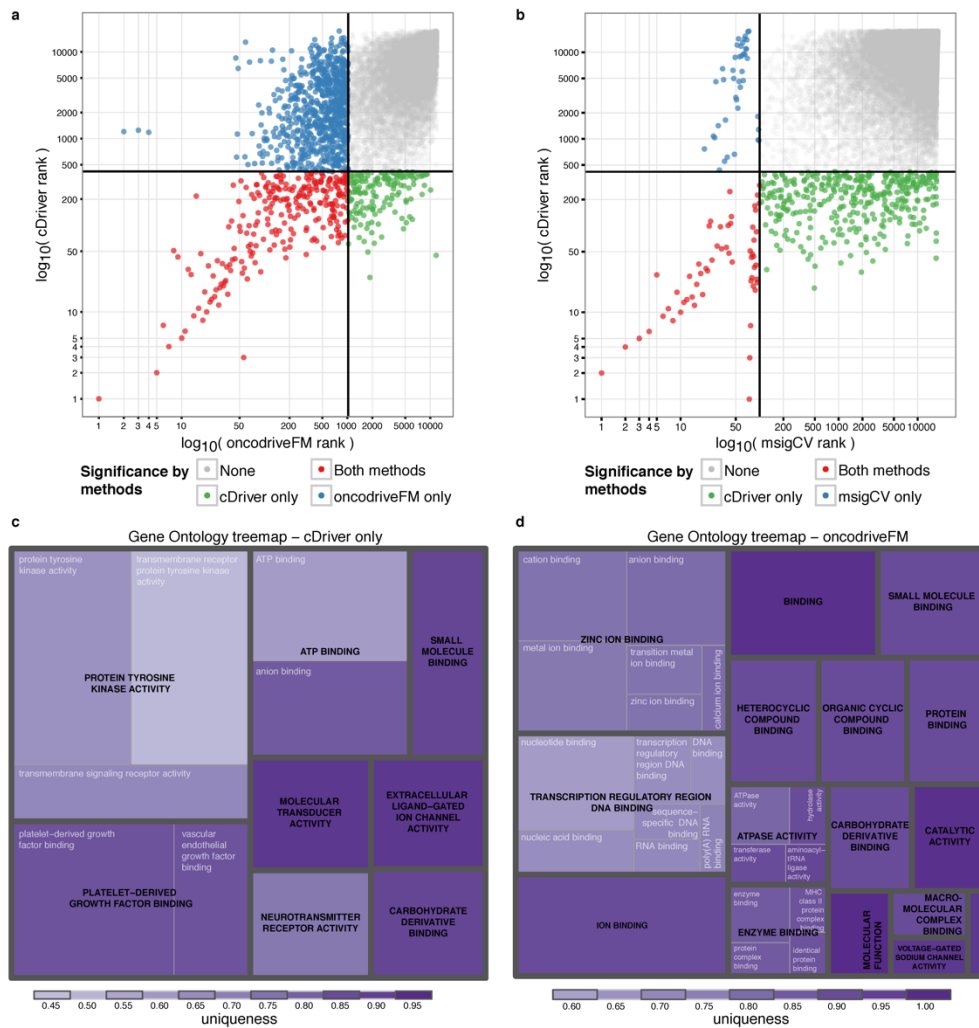 a
10000
5000
2000
1000
500
200
50
10
5
4
3
2
1
log10( cDriver rank )
1 2 3 4 5 10 50 200 500 1000 2000 5000 10000
log10( oncodriveFM rank )
Significance by methods
None
Both methods
cDriver only
oncodriveFM only
b
10000
5000
2000
1000
500
200
50
10
5
4
3
2
1
log10( cDriver rank )
1 2 3 4 5 10 50 200 500 1000 2000 5000 10000
log10( msigCV rank )
Significance by methods
None
Both methods
cDriver only
msigCV only
c
Gene Ontology treemap – cDriver only
protein tyrosine
kinase activity
transmembrane receptor
protein tyrosine kinase
activity
PROTEIN TYROSINE
KINASE ACTIVITY
transmembrane signaling receptor activity
platelet–derived growth
factor binding
vascular
endothelial
growth factor
binding
PLATELET–DERIVED
GROWTH FACTOR BINDING
ATP binding
ATP BINDING
anion binding
SMALL
MOLECULE
BINDING
MOLECULAR
TRANSDUCER
ACTIVITY
EXTRACELLULAR
LIGAND–GATED
ION CHANNEL
ACTIVITY
NEUROTRANSMITTER
RECEPTOR ACTIVITY
CARBOHYDRATE
DERIVATIVE
BINDING
0.45 0.50 0.55 0.60 0.65 0.70 0.75 0.80 0.85 0.90 0.95
uniqueness
d
Gene Ontology treemap – oncodriveFM
cation binding
anion binding
ZINC ION BINDING
metal ion binding
transition metal
ion binding
zinc ion binding
calcium ion binding
nucleotide binding
transcription
regulatory
region DNA
binding
DNA
binding
TRANSCRIPTION REGULATORY REGION
DNA BINDING
sequence–
specific DNA
binding
nucleic acid binding
RNA binding
poly(A) RNA
binding
ION BINDING
BINDING
SMALL MOLECULE
BINDING
HETEROCYCLIC
COMPOUND
BINDING
ORGANIC CYCLIC
COMPOUND
BINDING
PROTEIN
BINDING
ATPase
activity
hydrolase
activity
ATPASE ACTIVITY
transferase
activity
aminoacyl–
tRNA
ligase activity
CARBOHYDRATE
DERIVATIVE
BINDING
CATALYTIC
ACTIVITY
enzyme
binding
MHC
class II
protein
complex
binding
ENZYME BINDING
protein
complex
binding
identical
protein
binding
MOLECULAR
FUNCTION
MACRO–
MOLECULAR
COMPLEX
BINDING
VOLTAGE–GATED
SODIUM CHANNEL
ACTIVITY
0.60 0.65 0.70 0.75 0.80 0.85 0.90 0.95 1.00
uniqueness